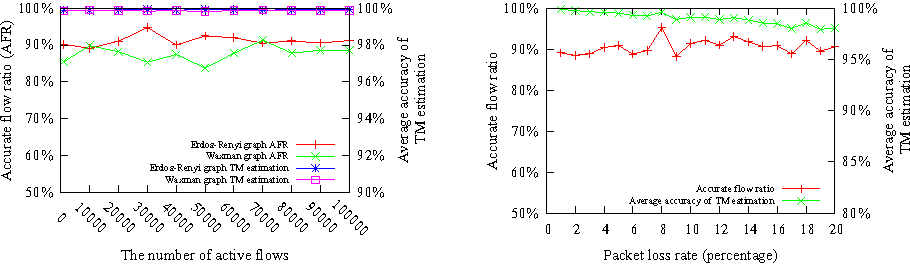 100%
90%
80%
70%
60%
50%
Accurate flow ratio (AFR)
100%
98%
96%
94%
92%
90%
Average accuracy of
TM estimation
Erdos-Renyi graph AFR
Waxman graph AFR
Erdos-Renyi graph TM estimation
Waxman graph TM estimation
0
10000
20000
30000
40000
50000
60000
70000
80000
90000
100000
The number of active flows
100%
90%
80%
70%
60%
50%
Accurate flow ratio
100%
95%
90%
85%
80%
Average accuracy of
TM estimation
Accurate flow ratio
Average accuracy of TM estimation
0 2 4 6 8 10 12 14 16 18 20
Packet loss rate (percentage)